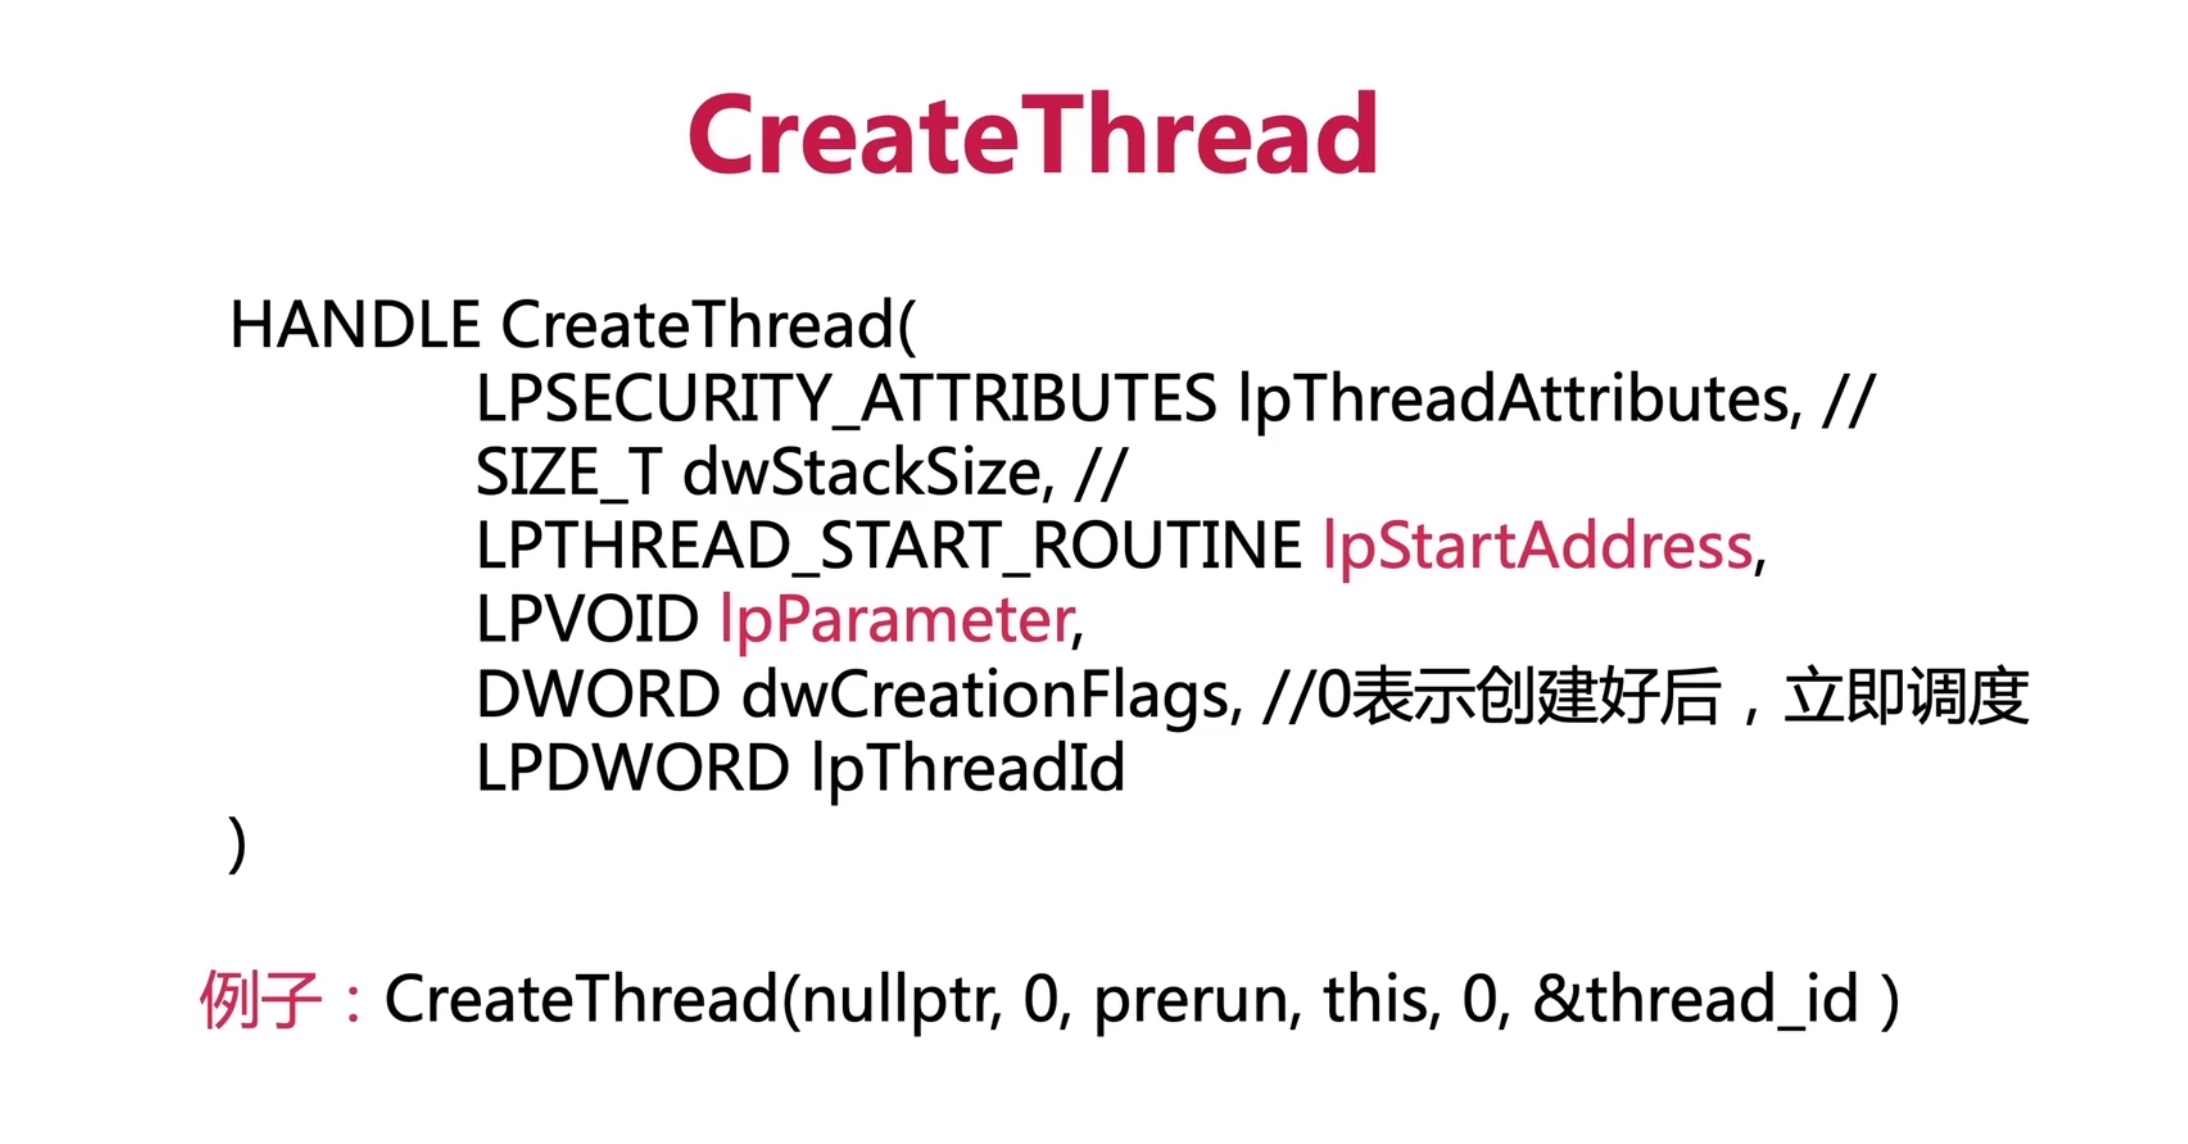 CreateThread
HANDLE CreateThread(
LPSECURITY_ATTRIBUTES lpThreadAttributes, //
SIZE_T dwStackSize, //
LPTHREAD_START_ROUTINE lpStartAddress,
LPVOID lpParameter,
DWORD dwCreationFlags, //0表示创建好后，立即调度
LPDWORD lpThreadId
)
例子：CreateThread(nullptr, 0, prerun, this, 0, &thread_id )